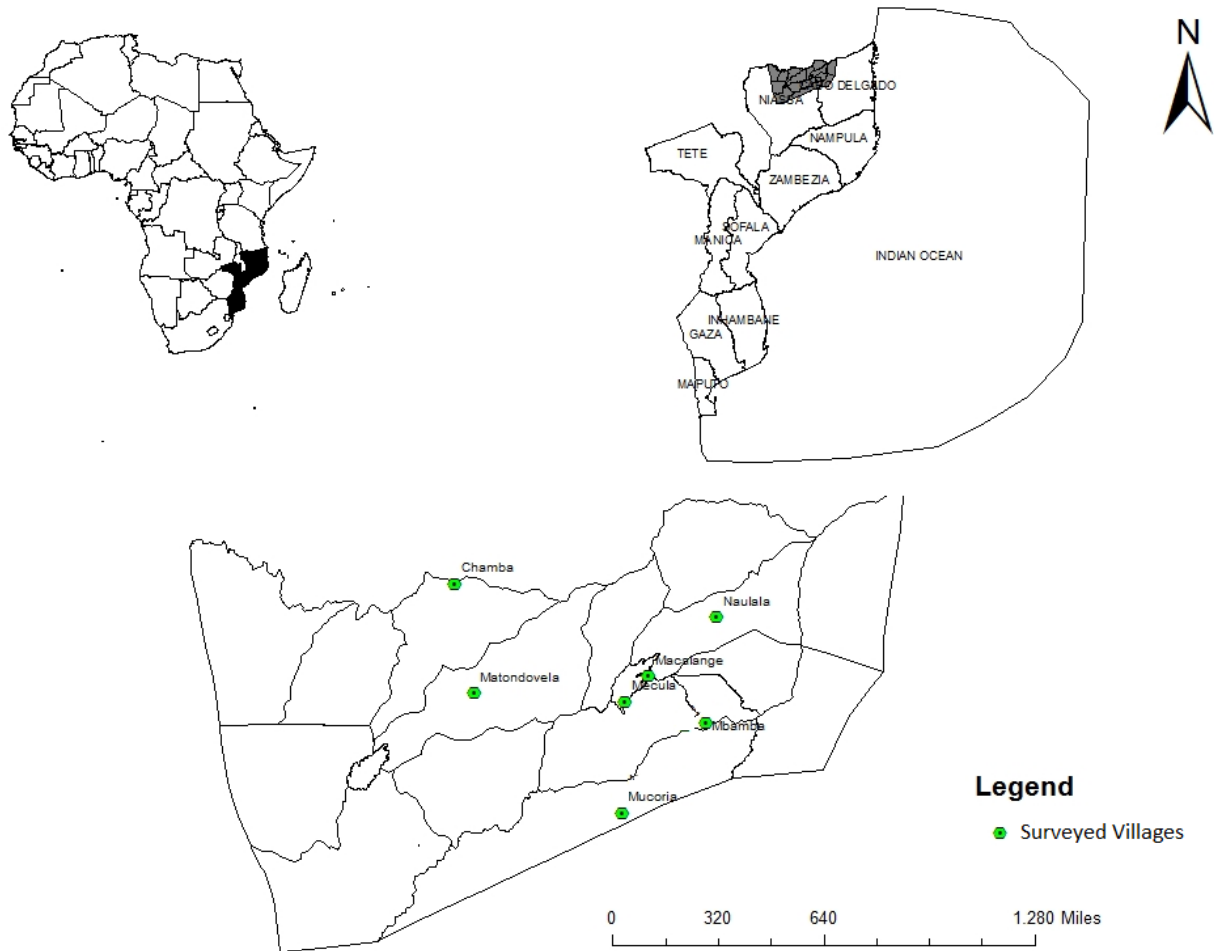 N
CABO DELGADO
NIASSA
NAMPULA
TETE
ZAMBEZIA
SOFALA
MANICA
INDIAN OCEAN
INHAMBANE
GAZA
MAPUTO
Chamba
Naulala
Macalange
Matondovela
Mecula
Mbamba
Mucoria
Legend
Surveyed Villages
0 320 640 1.280 Miles